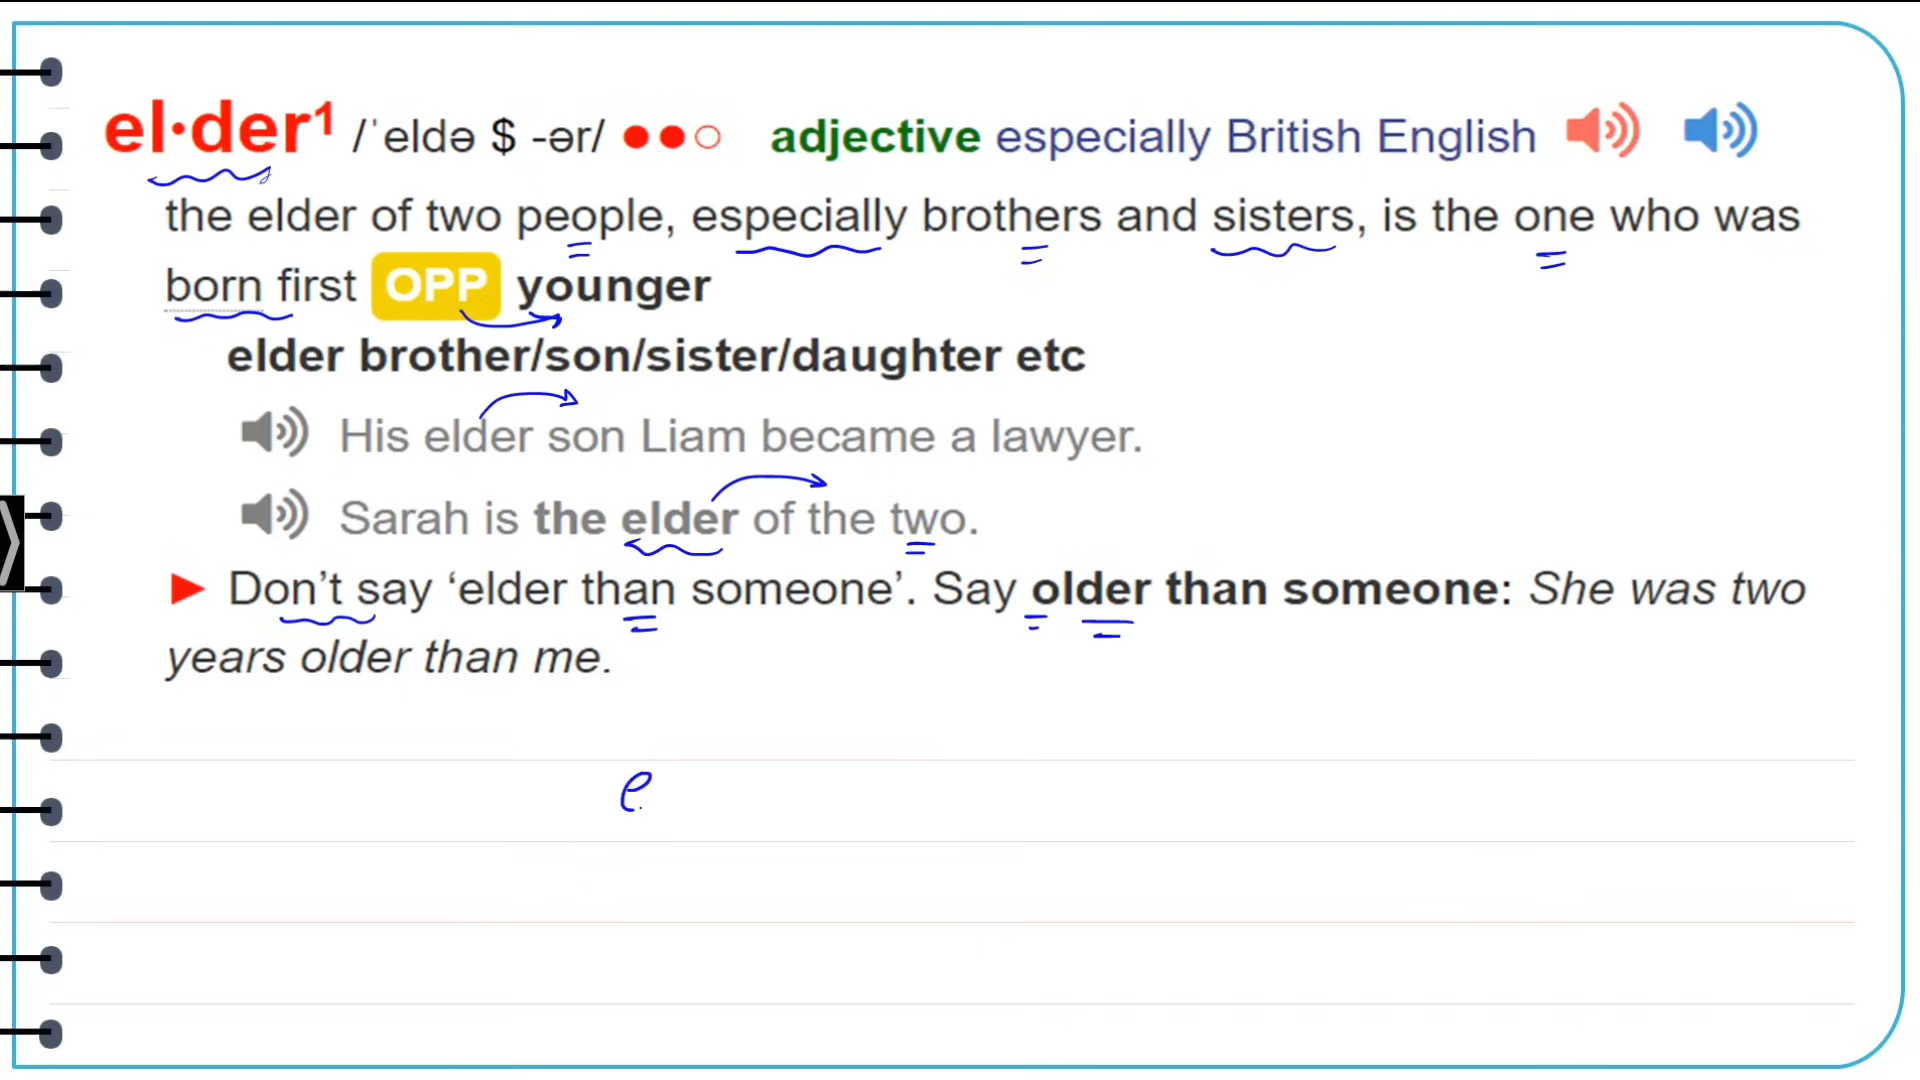 el·der¹ /ˈeldə $ -ər/ ●●○ adjective especially British English
the elder of two people, especially brothers and sisters, is the one who was
born first OPP younger
elder brother/son/sister/daughter etc
His elder son Liam became a lawyer.
Sarah is the elder of the two.
► Don’t say ‘elder than someone’. Say older than someone: She was two
years older than me.
e